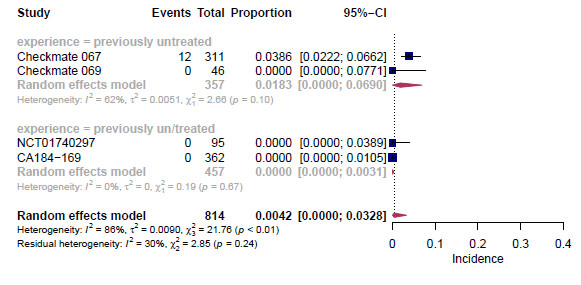 Study Events Total Proportion 95%−CI
experience = previously untreated
Checkmate 067 12 311 0.0386 [0.0222; 0.0662]
Checkmate 069 0 46 0.0000 [0.0000; 0.0771]
Random effects model 357 0.0183 [0.0000; 0.0690]
Heterogeneity: I² = 62%, τ² = 0.0051, χ²₁ = 2.66 (p = 0.10)
experience = previously un/treated
NCT01740297 0 95 0.0000 [0.0000; 0.0389]
CA184−169 0 362 0.0000 [0.0000; 0.0105]
Random effects model 457 0.0000 [0.0000; 0.0031]
Heterogeneity: I² = 0%, τ² = 0, χ²₁ = 0.19 (p = 0.67)
Random effects model 814 0.0042 [0.0000; 0.0328]
Heterogeneity: I² = 86%, τ² = 0.0090, χ²₃ = 21.76 (p < 0.01)
Residual heterogeneity: I² = 30%, χ²₂ = 2.85 (p = 0.24)
0 0.1 0.2 0.3 0.4
Incidence